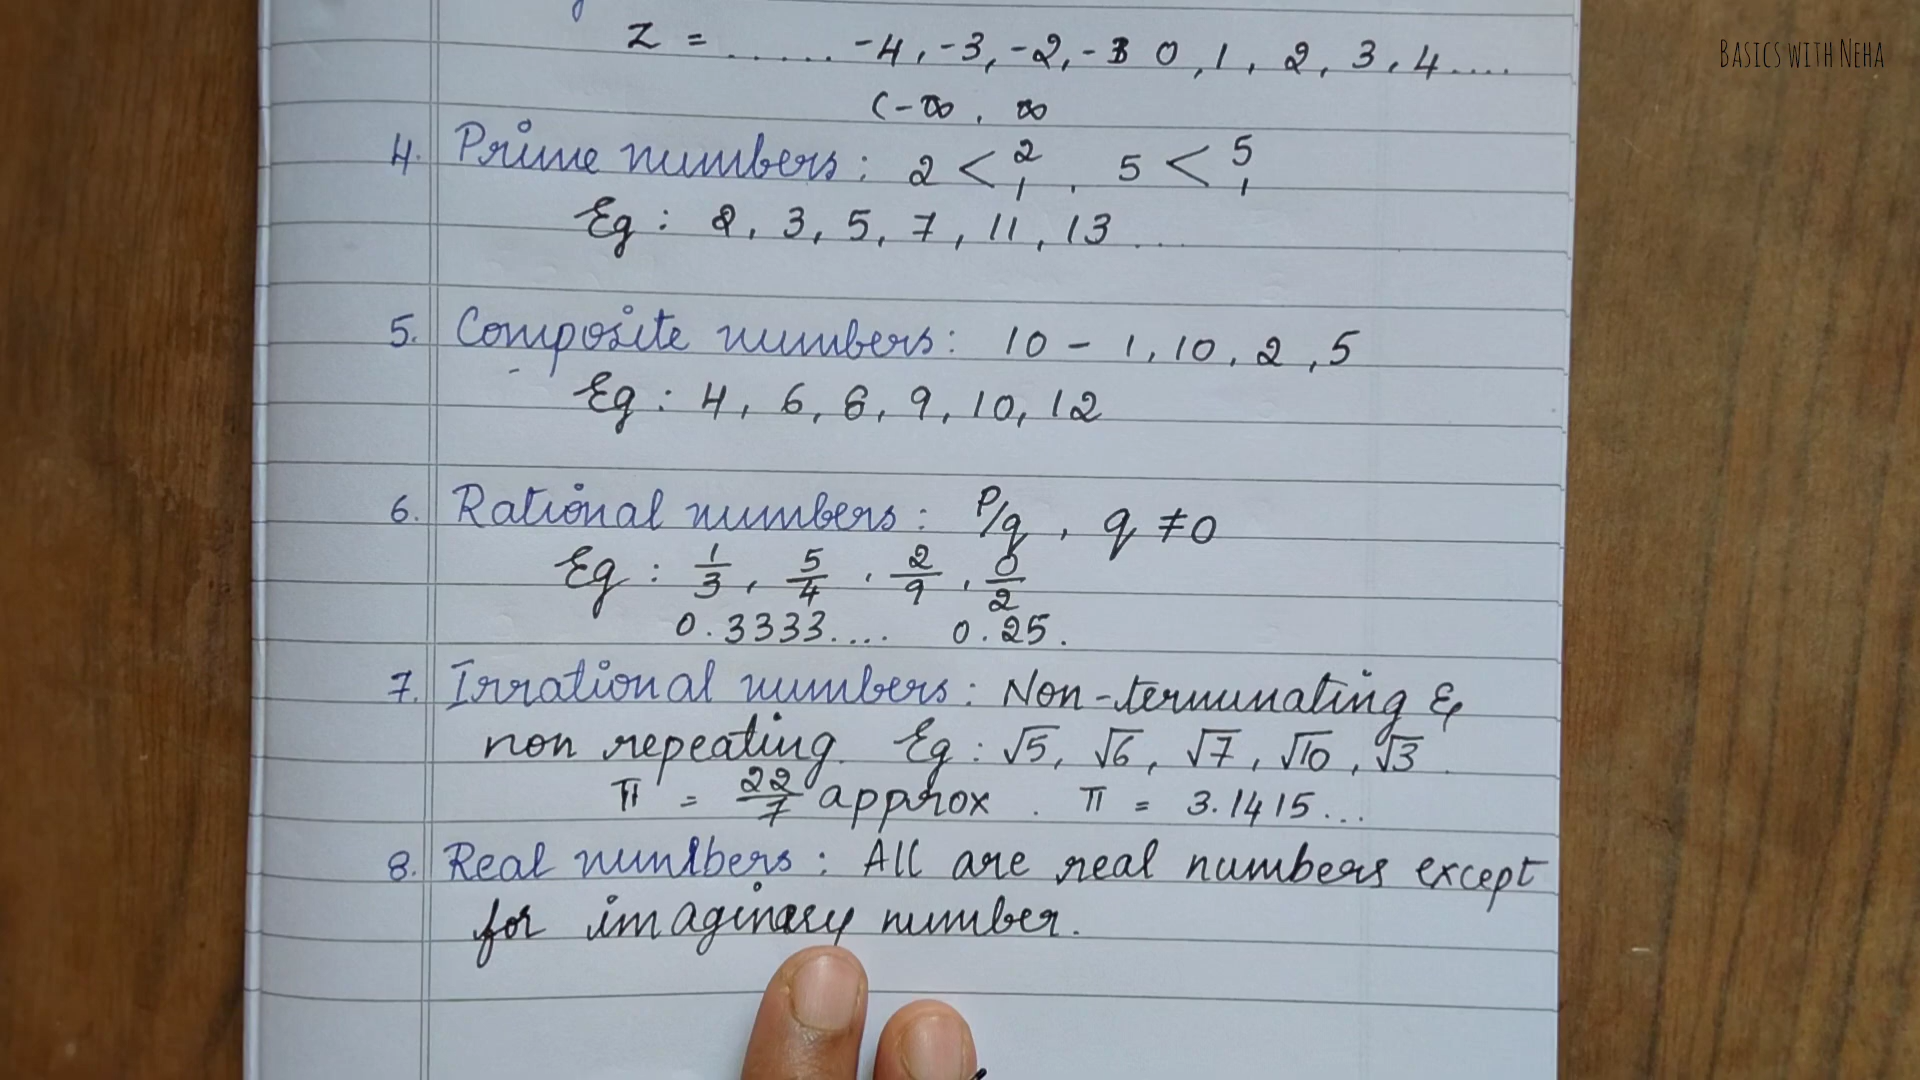 BASICS WITH NEHA
Z = ...... -4, -3, -2, -1 0, 1, 2, 3, 4....
(-∞, ∞
4. Prime numbers: 2 < 2 1, 5 < 5 1
Eg: 2, 3, 5, 7, 11, 13...
5. Composite numbers: 10 - 1, 10, 2, 5
Eg: 4, 6, 8, 9, 10, 12
6. Rational numbers: P/q, q ≠ 0
Eg: 1/3, 5/4, 2/9, 0/2
0.3333.... 0.25.
7. Irrational numbers: Non-terminating &
non repeating. Eg: √5, √6, √7, √10, √3
π = 22/7 approx. π = 3.1415...
8. Real numbers: All are real numbers except
for imaginary number.